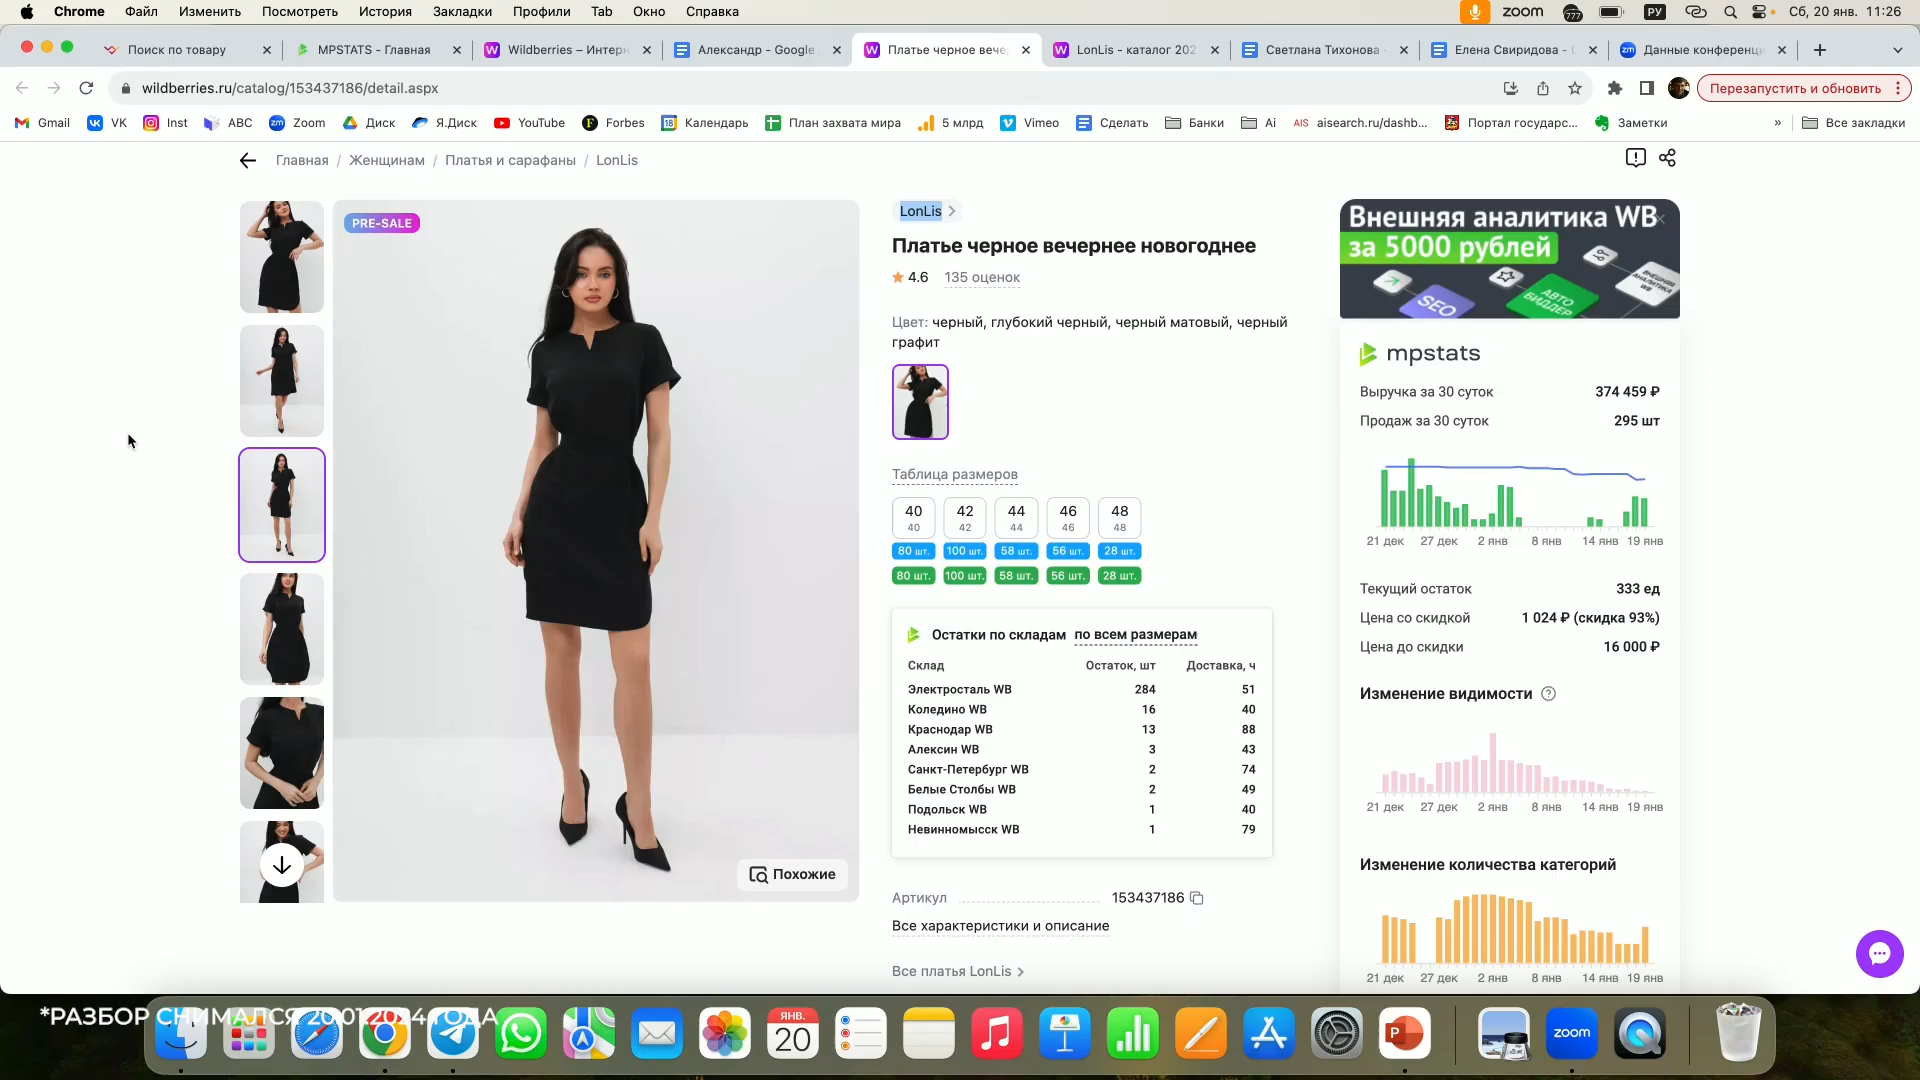 Chrome Файл Изменить Посмотреть История Закладки Профили Tab Окно Справка zoom 777 РУ Сб, 20 янв. 11:26
Поиск по товару MPSTATS - Главная Wildberries – Интерн Александр - Google Платье черное вече LonLis - каталог 202 Светлана Тихонова - Елена Свиридова - Данные конференци
wildberries.ru/catalog/153437186/detail.aspx Перезапустить и обновить
Gmail VK Inst ABC Zoom Диск Я.Диск YouTube Forbes Календарь План захвата мира 5 млрд Vimeo Сделать Банки Ai AIS aisearch.ru/dashb... Портал государс... Заметки » Все закладки
Главная / Женщинам / Платья и сарафаны / LonLis
PRE-SALE
Похожие
LonLis
Платье черное вечернее новогоднее
4.6 135 оценок
Цвет: черный, глубокий черный, черный матовый, черный
графит
Таблица размеров
40 42 44 46 48
40 42 44 46 48
80 шт. 100 шт. 58 шт. 56 шт. 28 шт.
80 шт. 100 шт. 58 шт. 56 шт. 28 шт.
Остатки по складам по всем размерам
Склад Остаток, шт Доставка, ч
Электросталь WB 284 51
Коледино WB 16 40
Краснодар WB 13 88
Алексин WB 3 43
Санкт-Петербург WB 2 74
Белые Столбы WB 2 49
Подольск WB 1 40
Невинномысск WB 1 79
Артикул 153437186
Все характеристики и описание
Все платья LonLis
Внешняя аналитика WB
за 5000 рублей
SEO АВТО БИДДЕР ВНЕШНЯЯ АНАЛИТИКА WB
mpstats
Выручка за 30 суток 374 459 ₽
Продаж за 30 суток 295 шт
21 дек 27 дек 2 янв 8 янв 14 янв 19 янв
Текущий остаток 333 ед
Цена со скидкой 1 024 ₽ (скидка 93%)
Цена до скидки 16 000 ₽
Изменение видимости ?
21 дек 27 дек 2 янв 8 янв 14 янв 19 янв
Изменение количества категорий
21 дек 27 дек 2 янв 8 янв 14 янв 19 янв
*РАЗБОР СНИМАЛСЯ 20.01.2024 ГОДА
ЯНВ.
20
zoom